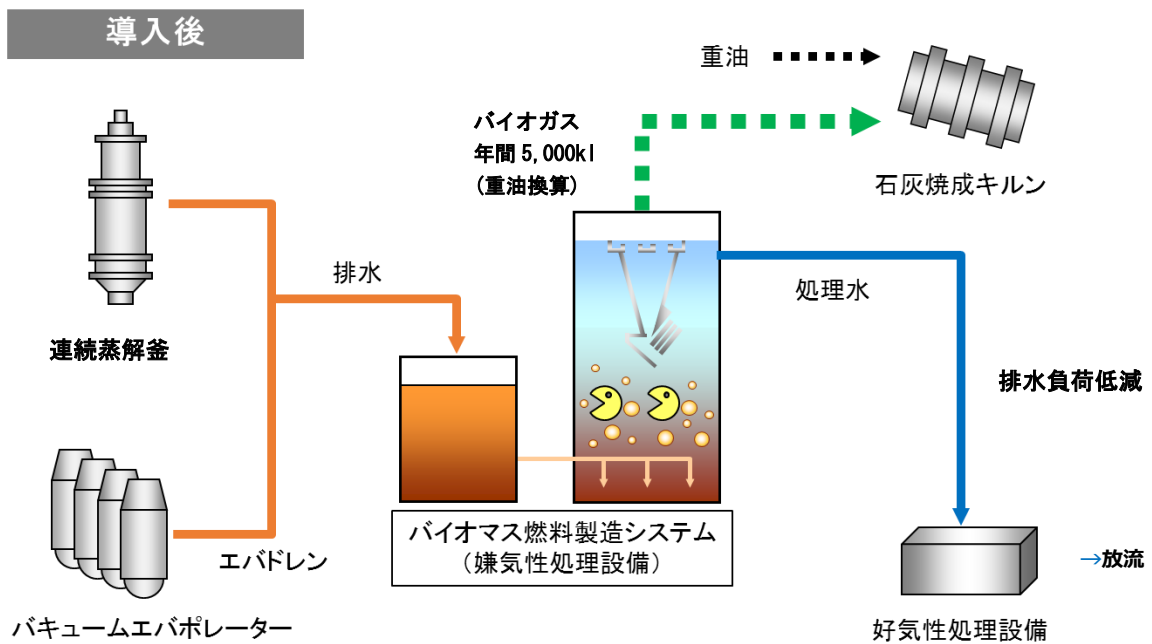 導入後
重油
バイオガス
年間5,000kl
(重油換算)
石灰焼成キルン
排水
処理水
連続蒸解釜
排水負荷低減
エバドレン
バイオマス燃料製造システム
(嫌気性処理設備)
→放流
バキュームエバポレーター
好気性処理設備